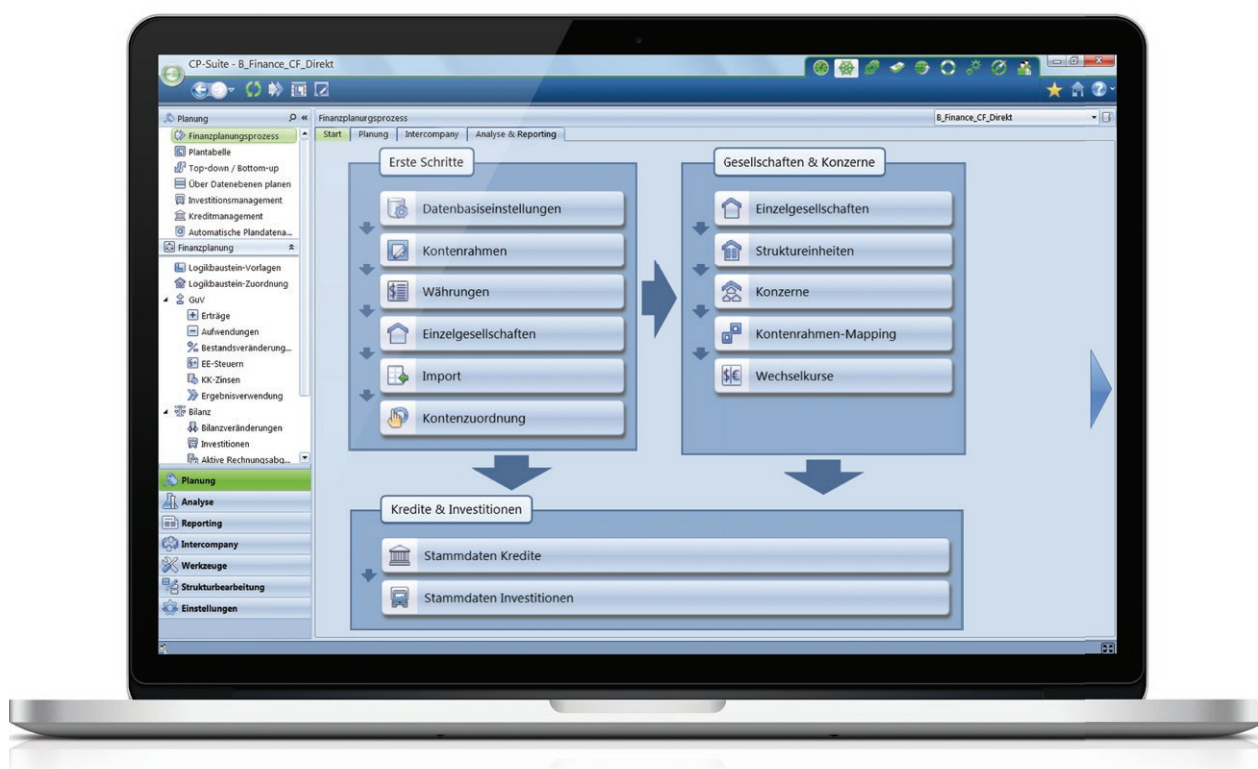 CP-Suite - B_Finance_CF_Direkt
Planung
Finanzplanungsprozess
Plantabelle
Top-down / Bottom-up
Über Datenebenen planen
Investitionsmanagement
Kreditmanagement
Automatische Plandatena...
Finanzplanung
Logikbaustein-Vorlagen
Logikbaustein-Zuordnung
GuV
Erträge
Aufwendungen
Bestandsveränderung...
EE-Steuern
KK-Zinsen
Ergebnisverwendung
Bilanz
Bilanzveränderungen
Investitionen
Aktive Rechnungsabg...
Planung
Analyse
Reporting
Intercompany
Werkzeuge
Strukturbearbeitung
Einstellungen
Finanzplanurgsprozess
B_Finance_CF_Direkt
Start Planung Intercompany Analyse & Reporting
Erste Schritte
Datenbasiseinstellungen
Kontenrahmen
Währungen
Einzelgesellschaften
Import
Kontenzuordnung
Gesellschaften & Konzerne
Einzelgesellschaften
Struktureinheiten
Konzerne
Kontenrahmen-Mapping
Wechselkurse
Kredite & Investitionen
Stammdaten Kredite
Stammdaten Investitionen